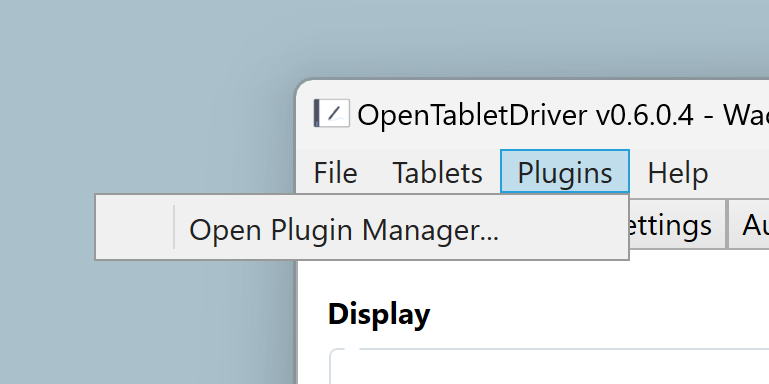 OpenTabletDriver v0.6.0.4 -
File Tablets Plugins Help
Open Plugin Manager...
Display